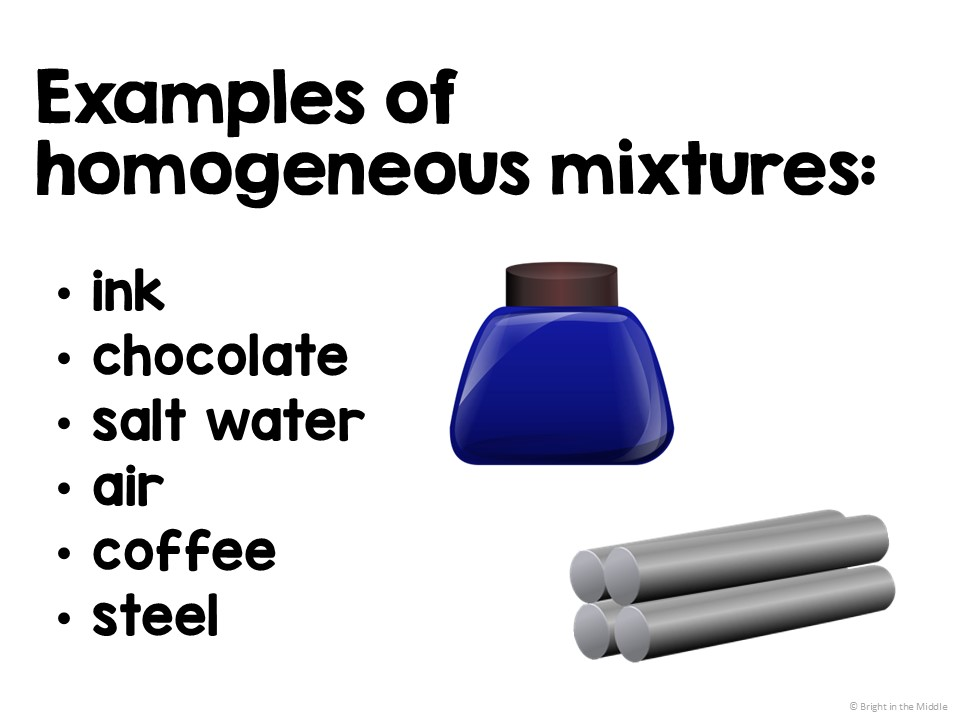 Examples of
homogeneous mixtures:
• ink
• chocolate
• salt water
• air
• coffee
• steel
© Bright in the Middle